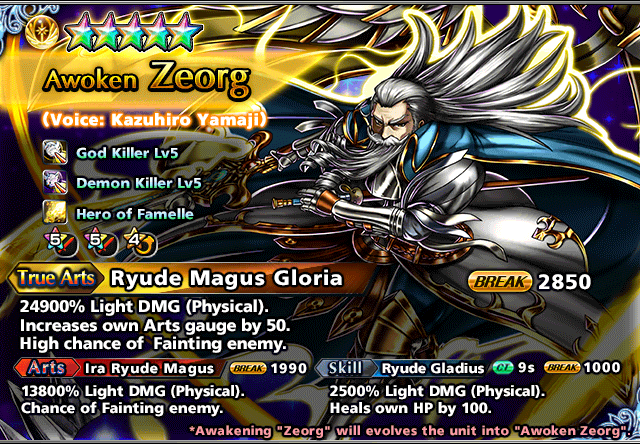 Awoken Zeorg
(Voice: Kazuhiro Yamaji)
God Killer Lv5
Demon Killer Lv5
Hero of Famelle
5 5 4
True Arts Ryude Magus Gloria BREAK 2850
24900% Light DMG (Physical).
Increases own Arts gauge by 50.
High chance of Fainting enemy.
Arts Ira Ryude Magus BREAK 1990
13800% Light DMG (Physical).
Chance of Fainting enemy.
Skill Ryude Gladius CT 9s BREAK 1000
2500% Light DMG (Physical).
Heals own HP by 100.
*Awakening "Zeorg" will evolves the unit into "Awoken Zeorg".